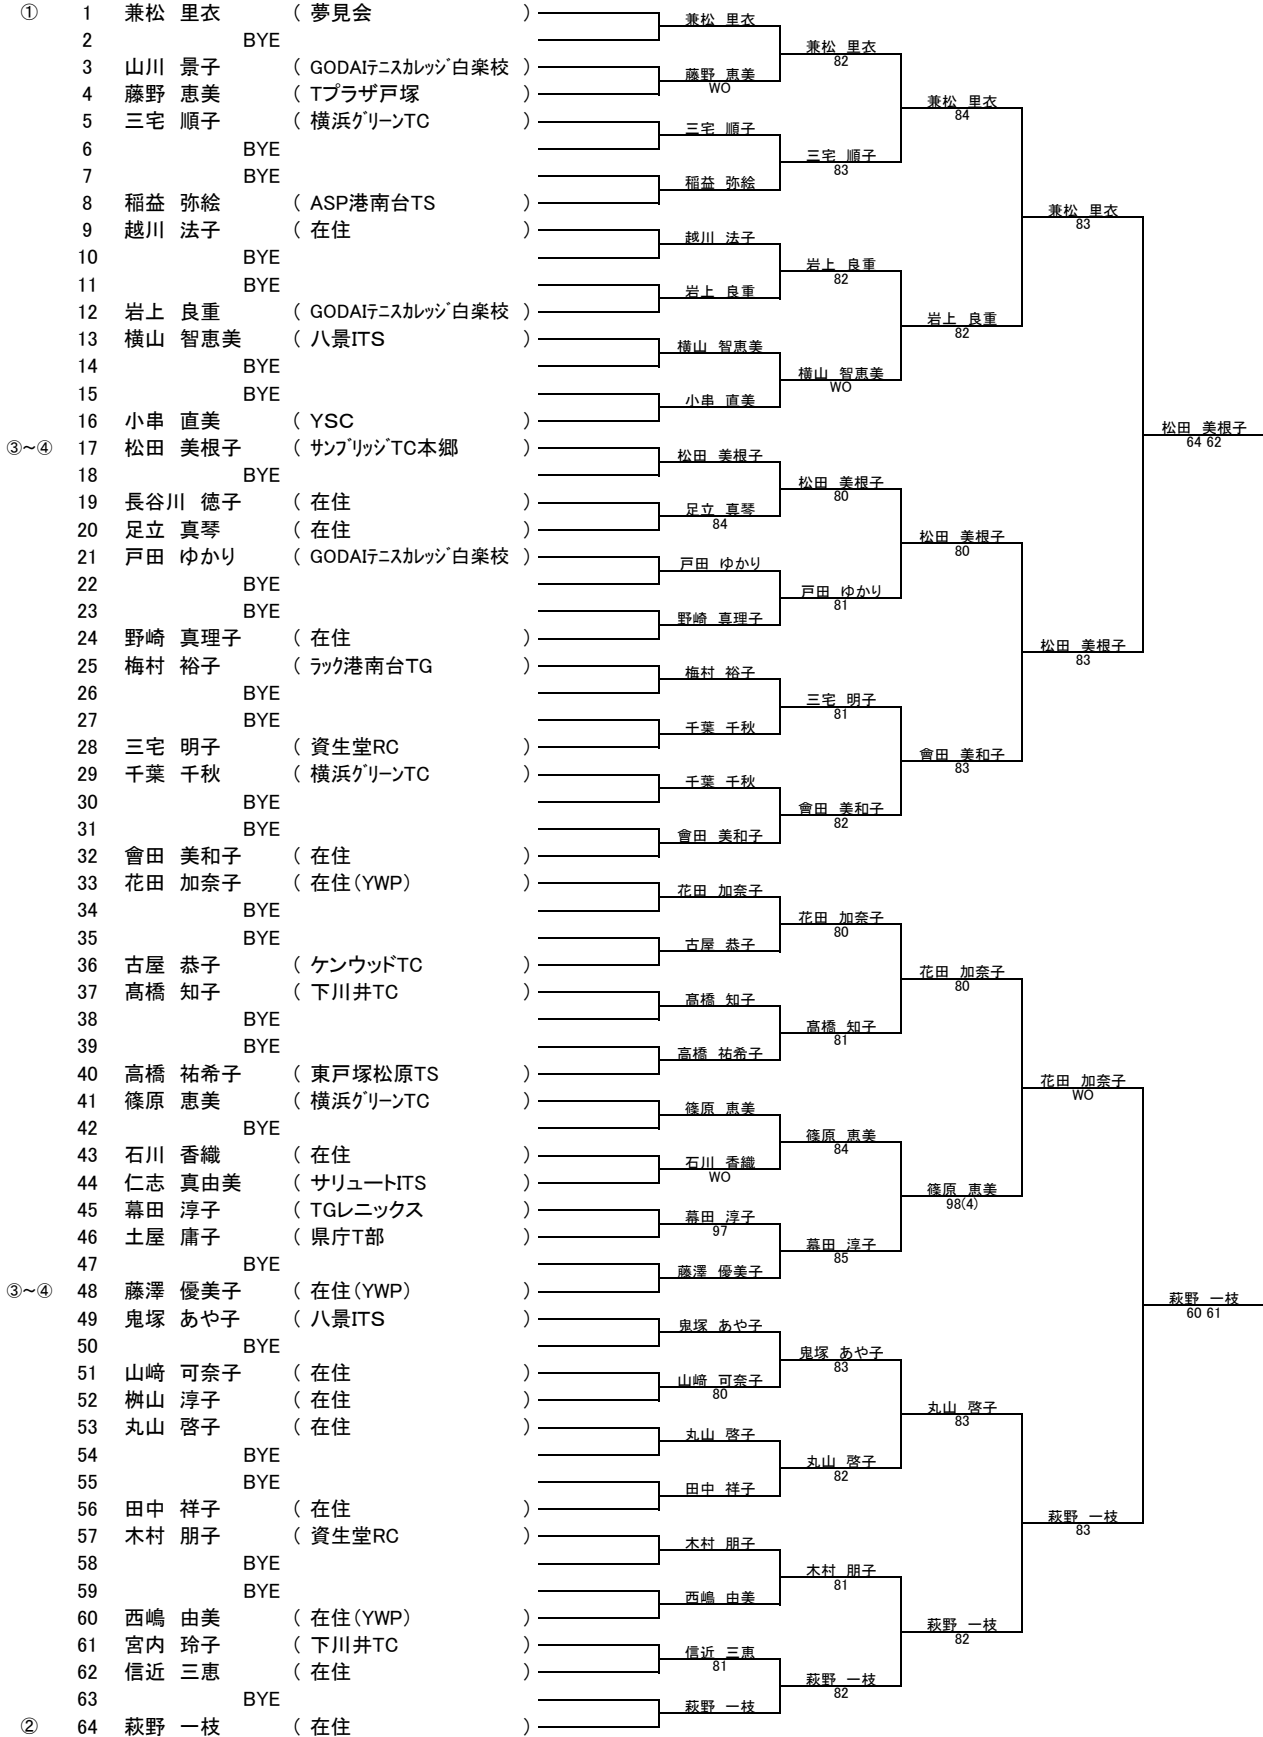 ① 1 兼松 里衣 ( 夢見会 )
2 BYE
3 山川 景子 ( GODAIﾃﾆｽｶﾚｯｼﾞ白楽校 )
4 藤野 恵美 ( Tプラザ戸塚 )
5 三宅 順子 ( 横浜ｸﾞﾘｰﾝTC )
6 BYE
7 BYE
8 稲益 弥絵 ( ASP港南台TS )
9 越川 法子 ( 在住 )
10 BYE
11 BYE
12 岩上 良重 ( GODAIﾃﾆｽｶﾚｯｼﾞ白楽校 )
13 横山 智恵美 ( 八景ITS )
14 BYE
15 BYE
16 小串 直美 ( YSC )
③~④ 17 松田 美根子 ( ｻﾝﾌﾞﾘｯｼﾞTC本郷 )
18 BYE
19 長谷川 徳子 ( 在住 )
20 足立 真琴 ( 在住 )
21 戸田 ゆかり ( GODAIﾃﾆｽｶﾚｯｼﾞ白楽校 )
22 BYE
23 BYE
24 野崎 真理子 ( 在住 )
25 梅村 裕子 ( ﾗｯｸ港南台TG )
26 BYE
27 BYE
28 三宅 明子 ( 資生堂RC )
29 千葉 千秋 ( 横浜ｸﾞﾘｰﾝTC )
30 BYE
31 BYE
32 會田 美和子 ( 在住 )
33 花田 加奈子 ( 在住(YWP) )
34 BYE
35 BYE
36 古屋 恭子 ( ケンウッドTC )
37 髙橋 知子 ( 下川井TC )
38 BYE
39 BYE
40 高橋 祐希子 ( 東戸塚松原TS )
41 篠原 恵美 ( 横浜ｸﾞﾘｰﾝTC )
42 BYE
43 石川 香織 ( 在住 )
44 仁志 真由美 ( サリュートITS )
45 幕田 淳子 ( TGレニックス )
46 土屋 庸子 ( 県庁T部 )
47 BYE
③~④ 48 藤澤 優美子 ( 在住(YWP) )
49 鬼塚 あや子 ( 八景ITS )
50 BYE
51 山﨑 可奈子 ( 在住 )
52 桝山 淳子 ( 在住 )
53 丸山 啓子 ( 在住 )
54 BYE
55 BYE
56 田中 祥子 ( 在住 )
57 木村 朋子 ( 資生堂RC )
58 BYE
59 BYE
60 西嶋 由美 ( 在住(YWP) )
61 宮内 玲子 ( 下川井TC )
62 信近 三恵 ( 在住 )
63 BYE
② 64 萩野 一枝 ( 在住 )
兼松 里衣
藤野 恵美
WO
三宅 順子
稲益 弥絵
越川 法子
岩上 良重
横山 智恵美
小串 直美
松田 美根子
足立 真琴
84
戸田 ゆかり
野崎 真理子
梅村 裕子
千葉 千秋
千葉 千秋
會田 美和子
花田 加奈子
古屋 恭子
髙橋 知子
高橋 祐希子
篠原 恵美
石川 香織
WO
幕田 淳子
97
藤澤 優美子
鬼塚 あや子
山﨑 可奈子
80
丸山 啓子
田中 祥子
木村 朋子
西嶋 由美
信近 三恵
81
萩野 一枝
兼松 里衣
82
三宅 順子
83
岩上 良重
82
横山 智恵美
WO
松田 美根子
80
戸田 ゆかり
81
三宅 明子
81
會田 美和子
82
花田 加奈子
80
髙橋 知子
81
篠原 恵美
84
幕田 淳子
85
鬼塚 あや子
83
丸山 啓子
82
木村 朋子
81
萩野 一枝
82
兼松 里衣
84
岩上 良重
82
松田 美根子
80
會田 美和子
83
花田 加奈子
80
篠原 恵美
98(4)
丸山 啓子
83
萩野 一枝
82
兼松 里衣
83
松田 美根子
83
花田 加奈子
WO
萩野 一枝
83
松田 美根子
64 62
萩野 一枝
60 61